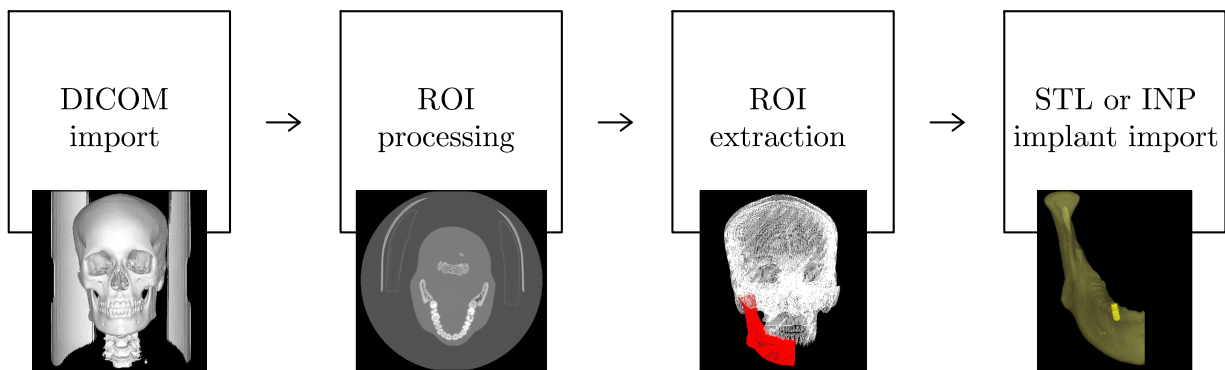 DICOM
import
ROI
processing
ROI
extraction
STL or INP
implant import